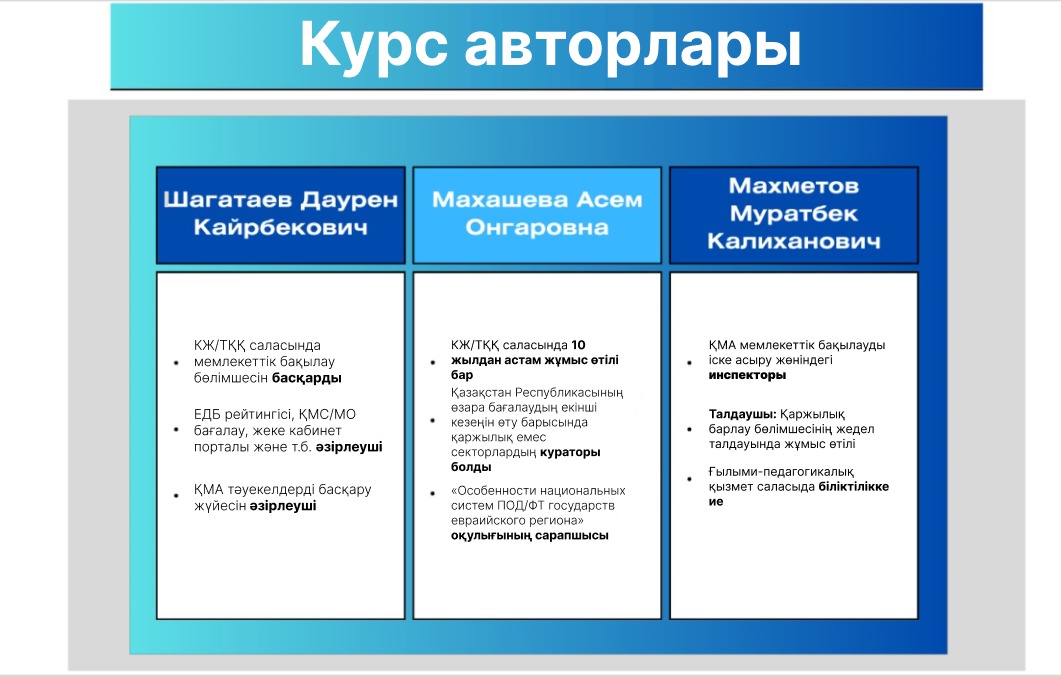 Курс авторлары
Шагатаев Даурен
Кайрбекович
КЖ/ТҚҚ саласында
мемлекеттік бақылау
бөлімшесін басқарды
ЕДБ рейтингісі, ҚМС/МО
бағалау, жеке кабинет
порталы және т.б. әзірлеуші
ҚМА тәуекелдерді басқару
жүйесін әзірлеуші
Махашева Асем
Онгаровна
КЖ/ТҚҚ саласында 10
жылдан астам жұмыс өтілі
бар
Қазақстан Республикасының
өзара бағалаудың екінші
кезеңін өту барысында
қаржылық емес
секторлардың кураторы
болды
«Особенности национальных
систем ПОД/ФТ государств
евраийского региона»
оқулығының сарапшысы
Махметов
Муратбек
Калиханович
ҚМА мемлекеттік бақылауды
іске асыру жөніндегі
инспекторы
Талдаушы: Қаржылық
барлау бөлімшесінің жедел
талдауында жұмыс өтілі
Ғылыми-педагогикалық
қызмет саласыда біліктілікке
ие